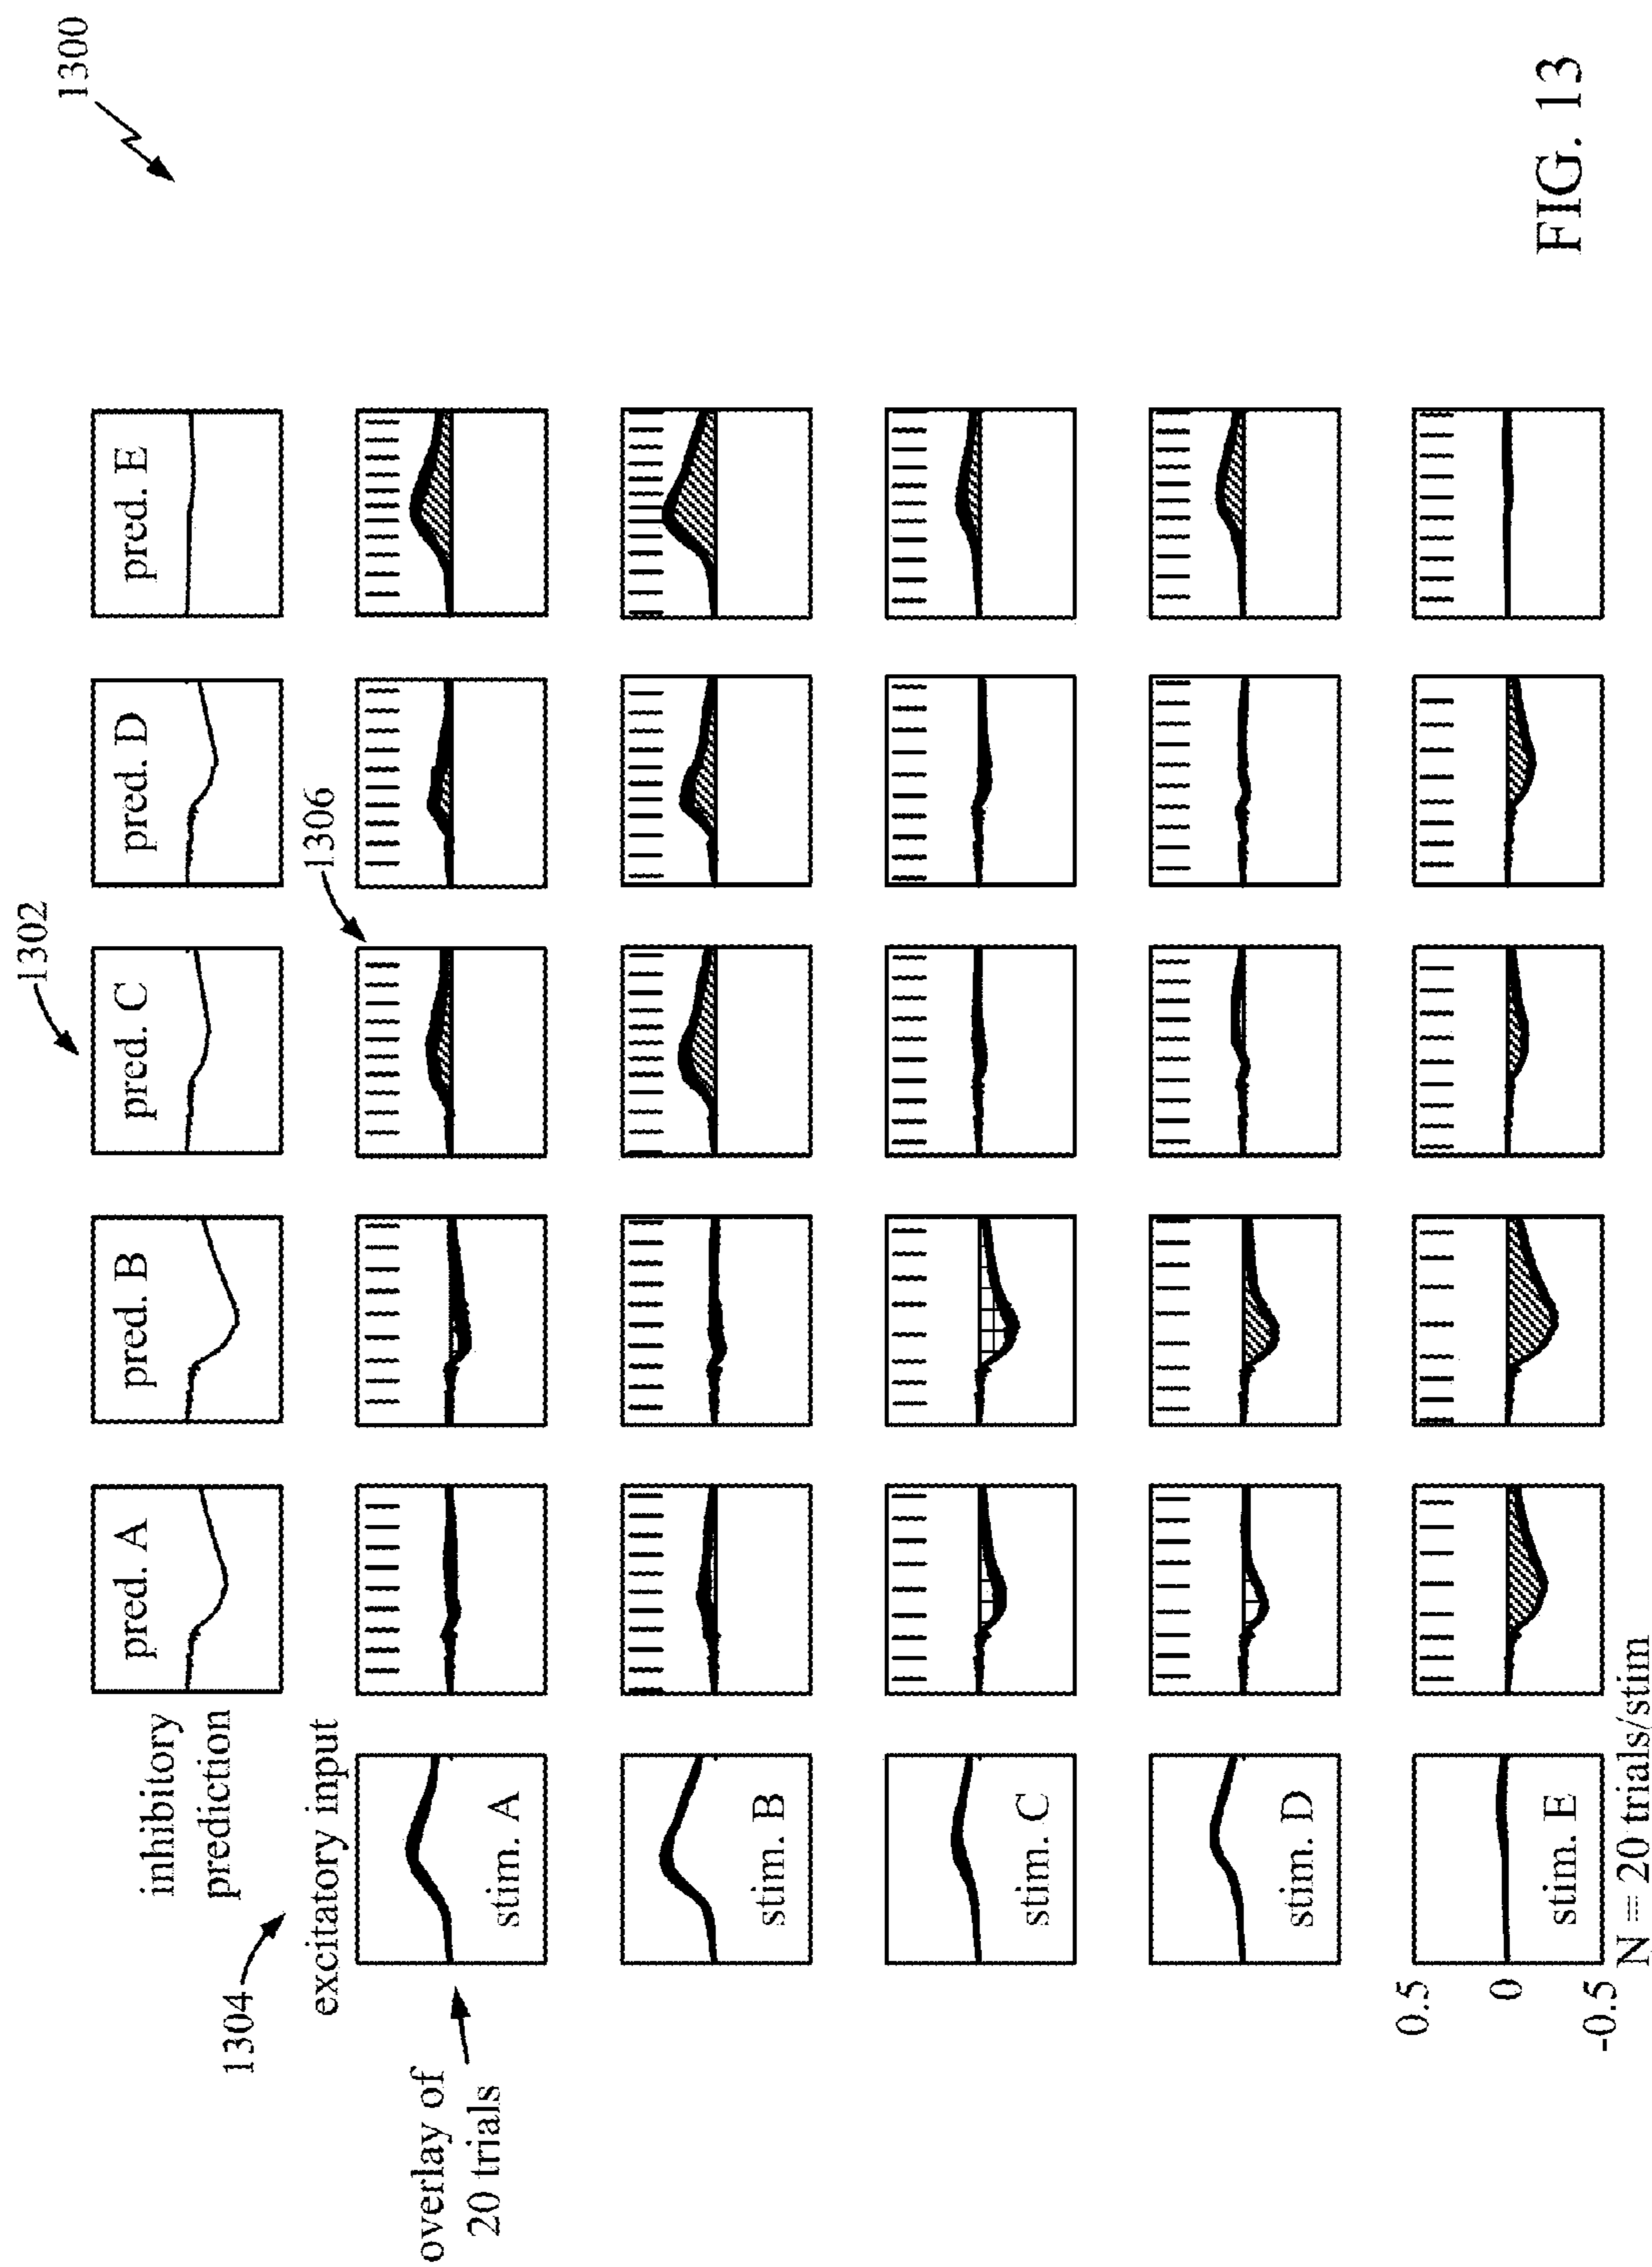 1300
1302
inhibitory
prediction
pred. A
pred. B
pred. C
pred. D
pred. E
1304
excitatory input
1306
overlay of
20 trials
stim. A
stim. B
stim. C
stim. D
0.5
0
-0.5
stim. E
N = 20 trials/stim
FIG. 13